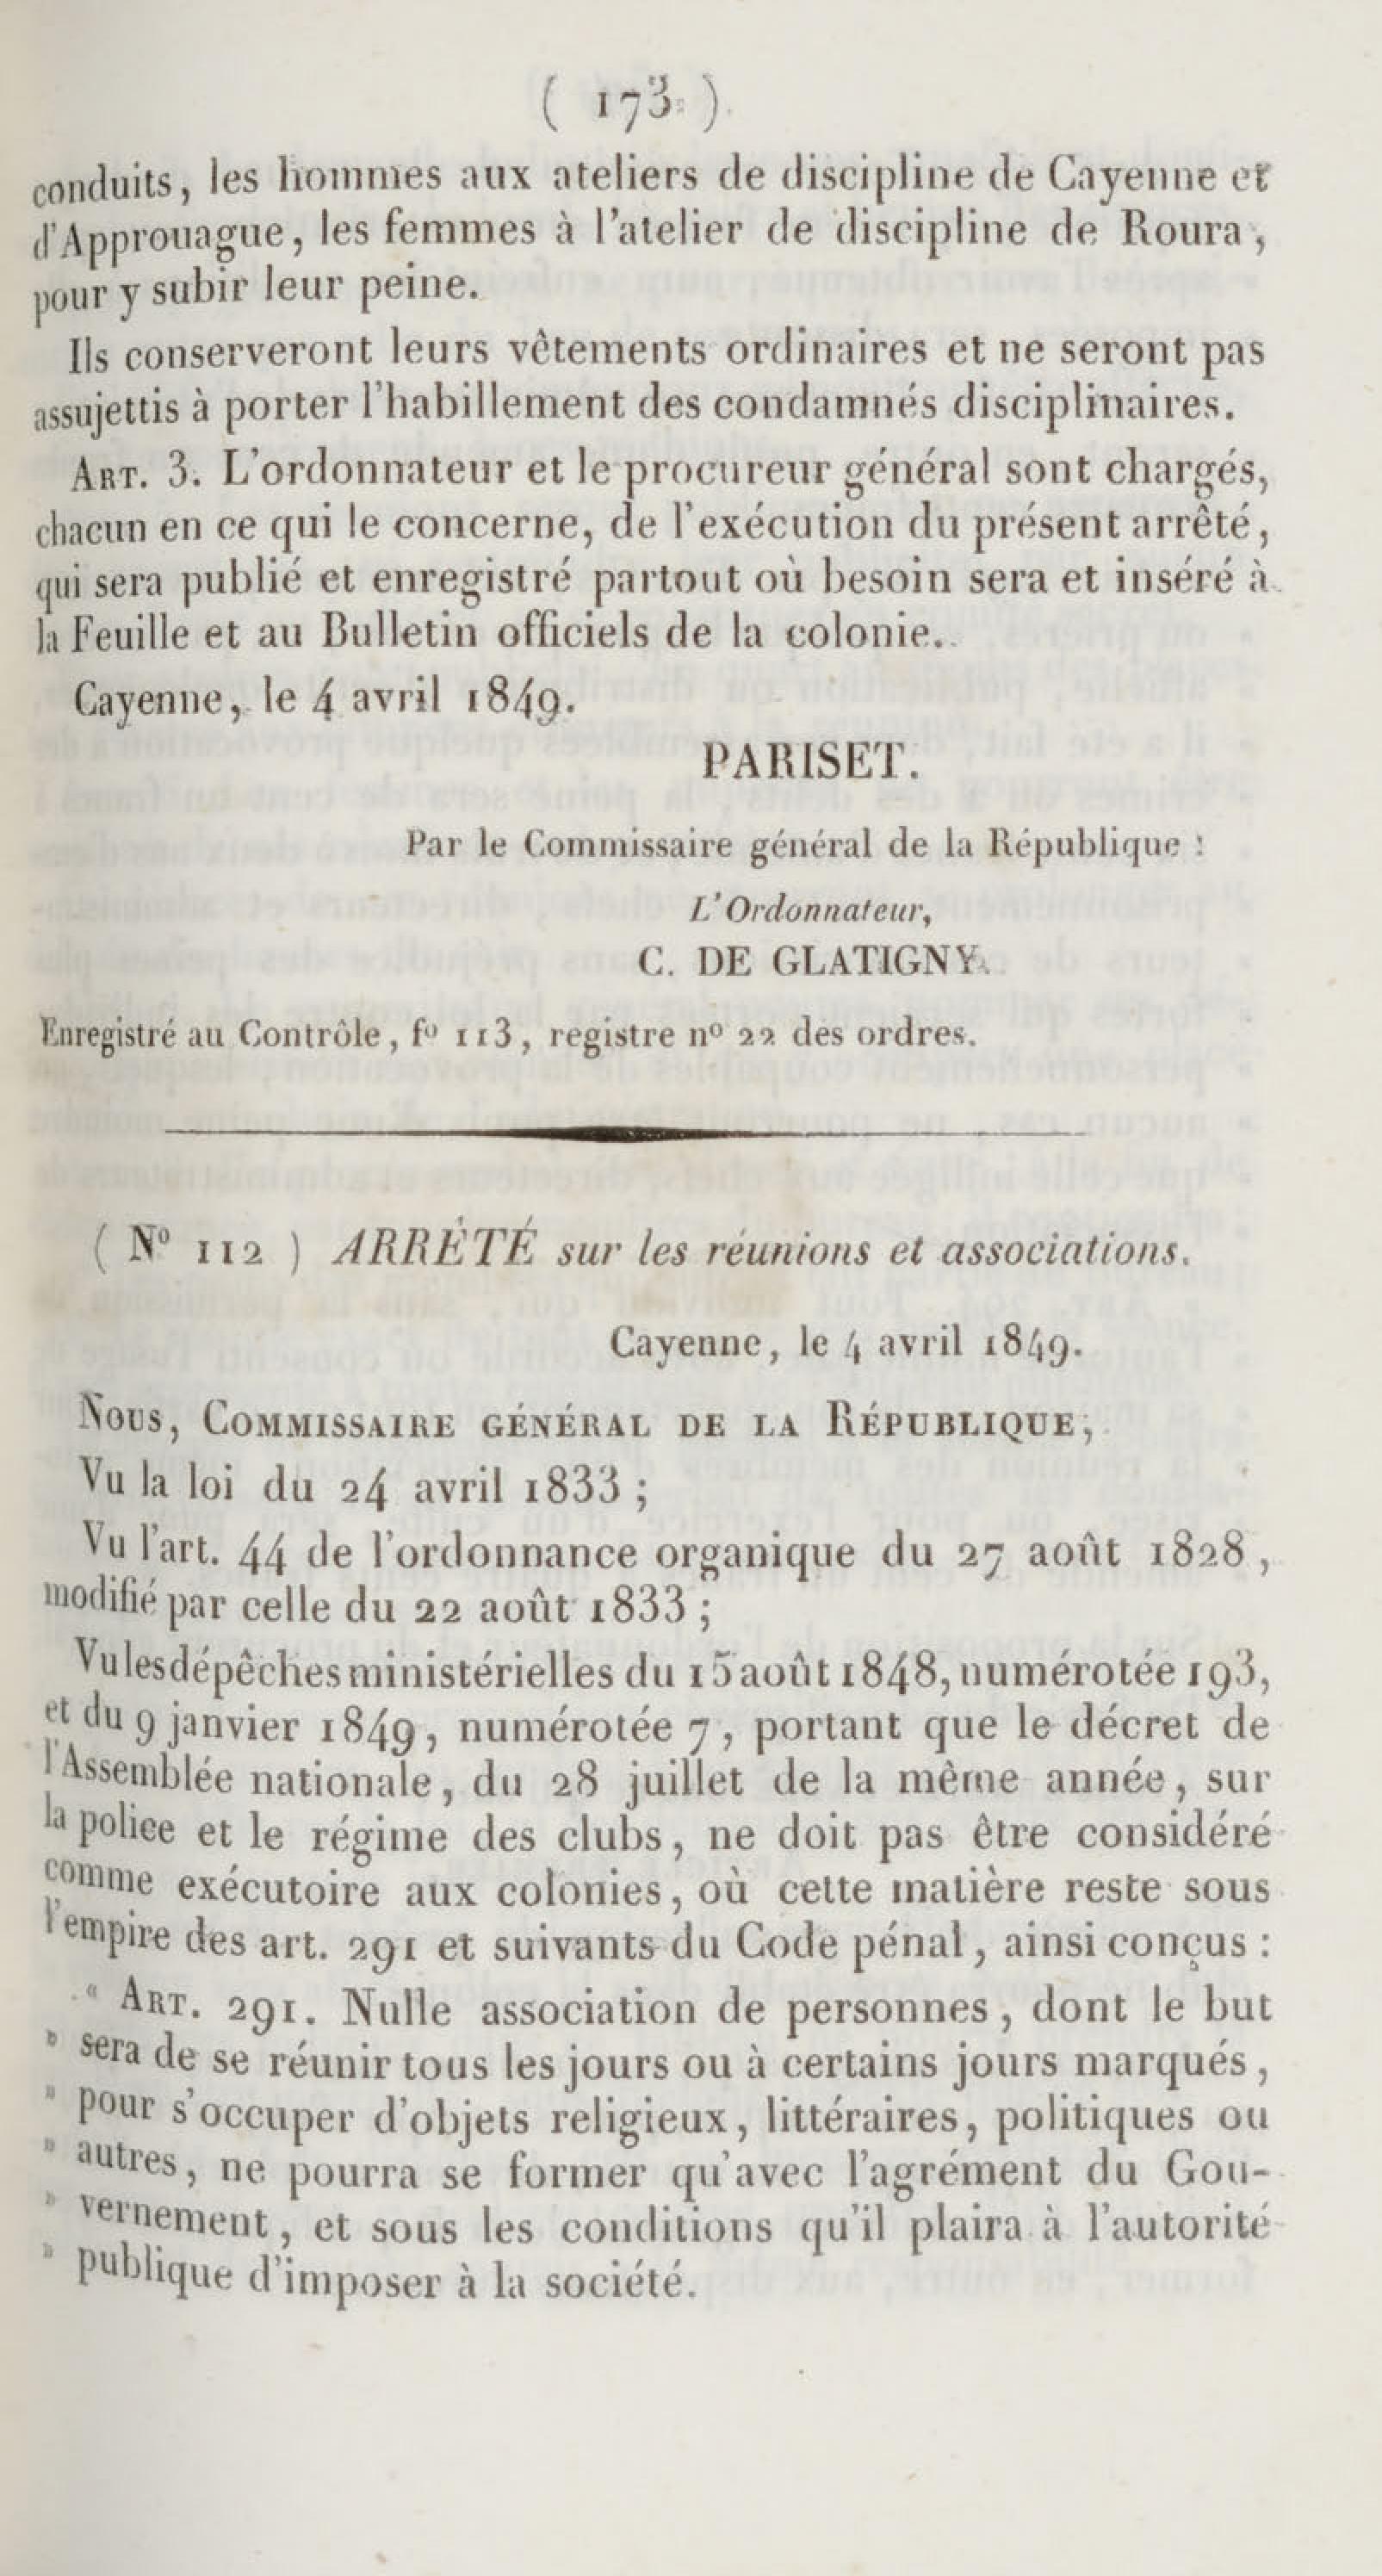 ( 173 )
conduits, les hommes aux ateliers de discipline de Cayenne et
d'Approuague, les femmes à l'atelier de discipline de Roura,
pour y subir leur peine.
Ils conserveront leurs vêtements ordinaires et ne seront pas
assujettis à porter l'habillement des condamnés disciplinaires.
ART. 3. L'ordonnateur et le procureur général sont chargés,
chacun en ce qui le concerne, de l'exécution du présent arrêté,
qui sera publié et enregistré partout où besoin sera et inséré à
la Feuille et au Bulletin officiels de la colonie.
Cayenne, le 4 avril 1849.
PARISET.
Par le Commissaire général de la République :
L'Ordonnateur,
C. DE GLATIGNY.
Enregistré au Contrôle, f° 113, registre n° 22 des ordres.
( N° 112 ) ARRÊTÉ sur les réunions et associations.
Cayenne, le 4 avril 1849.
NOUS, COMMISSAIRE GÉNÉRAL DE LA RÉPUBLIQUE,
Vu la loi du 24 avril 1833 ;
Vu l'art. 44 de l'ordonnance organique du 27 août 1828,
modifié par celle du 22 août 1833 ;
Vu les dépêches ministérielles du 15 août 1848, numérotée 193,
et du 9 janvier 1849, numérotée 7, portant que le décret de
l'Assemblée nationale, du 28 juillet de la même année, sur
la police et le régime des clubs, ne doit pas être considéré
comme exécutoire aux colonies, où cette matière reste sous
l'empire des art. 291 et suivants du Code pénal, ainsi conçus :
« ART. 291. Nulle association de personnes, dont le but
» sera de se réunir tous les jours ou à certains jours marqués,
» pour s'occuper d'objets religieux, littéraires, politiques ou
» autres, ne pourra se former qu'avec l'agrément du Gou-
» vernement, et sous les conditions qu'il plaira à l'autorité
» publique d'imposer à la société.